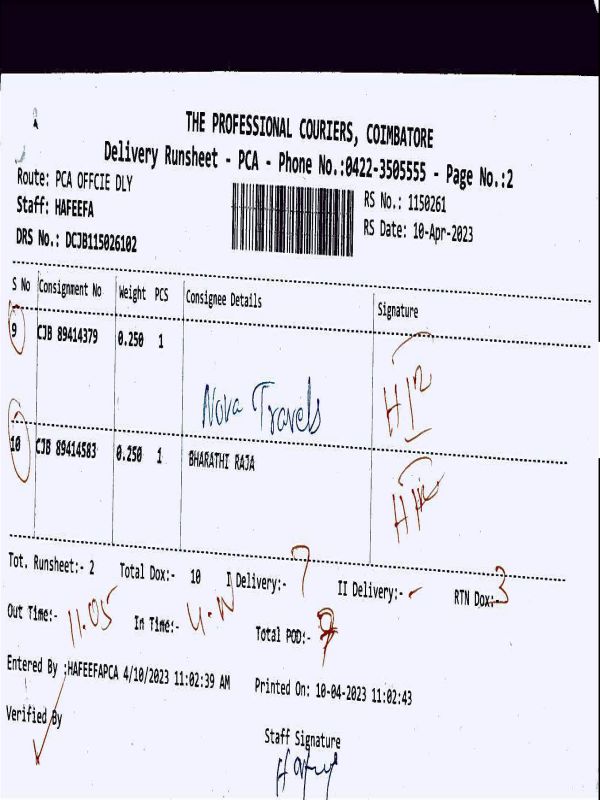 THE PROFESSIONAL COURIERS, COIMBATORE
Delivery Runsheet - PCA - Phone No.:0422-3505555 - Page No.:2
Route: PCA OFFCIE DLY
RS No.: 1150261
Staff: HAFEEFA
RS Date: 10-Apr-2023
DRS No.: DCJB115026102
S No Consignment No Weight PCS Consignee Details Signature
9 CJB 89414379 0.250 1
Nova Travels
10 CJB 89414583 0.250 1 BHARATHI RAJA
Tot. Runsheet:- 2 Total Dox:- 10 I Delivery:- 7 II Delivery:- - RTN Dox:- 3
Out Time:- 11.05 In Time:- Total POD:-
Entered By :HAFEEFAPCA 4/10/2023 11:02:39 AM Printed On: 10-04-2023 11:02:43
Verified By
Staff Signature